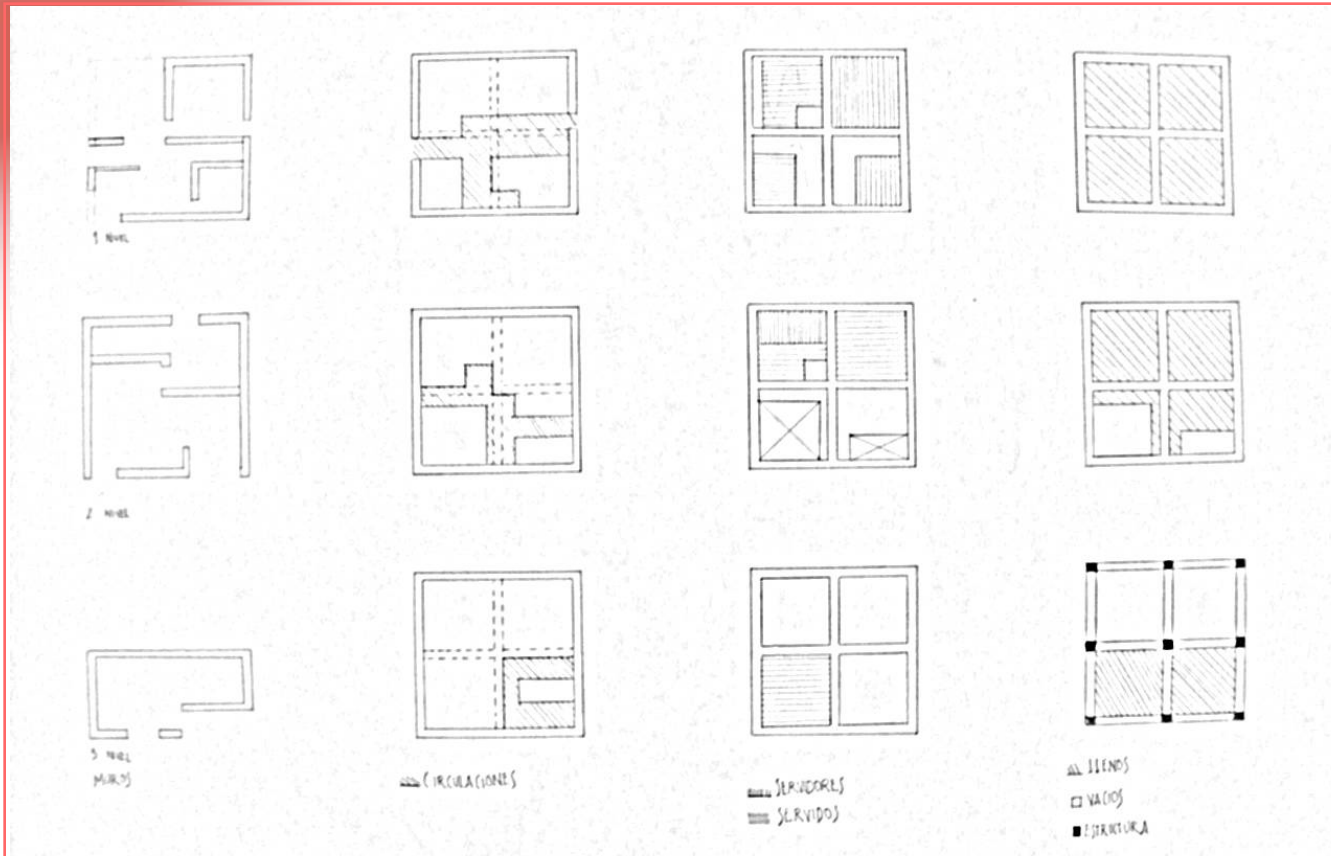 1 NIVEL
2 NIVEL
3 NIVEL
MUROS
CIRCULACIONES
SERVIDORES
SERVIDOS
LLENOS
VACIOS
ESTRUCTURA